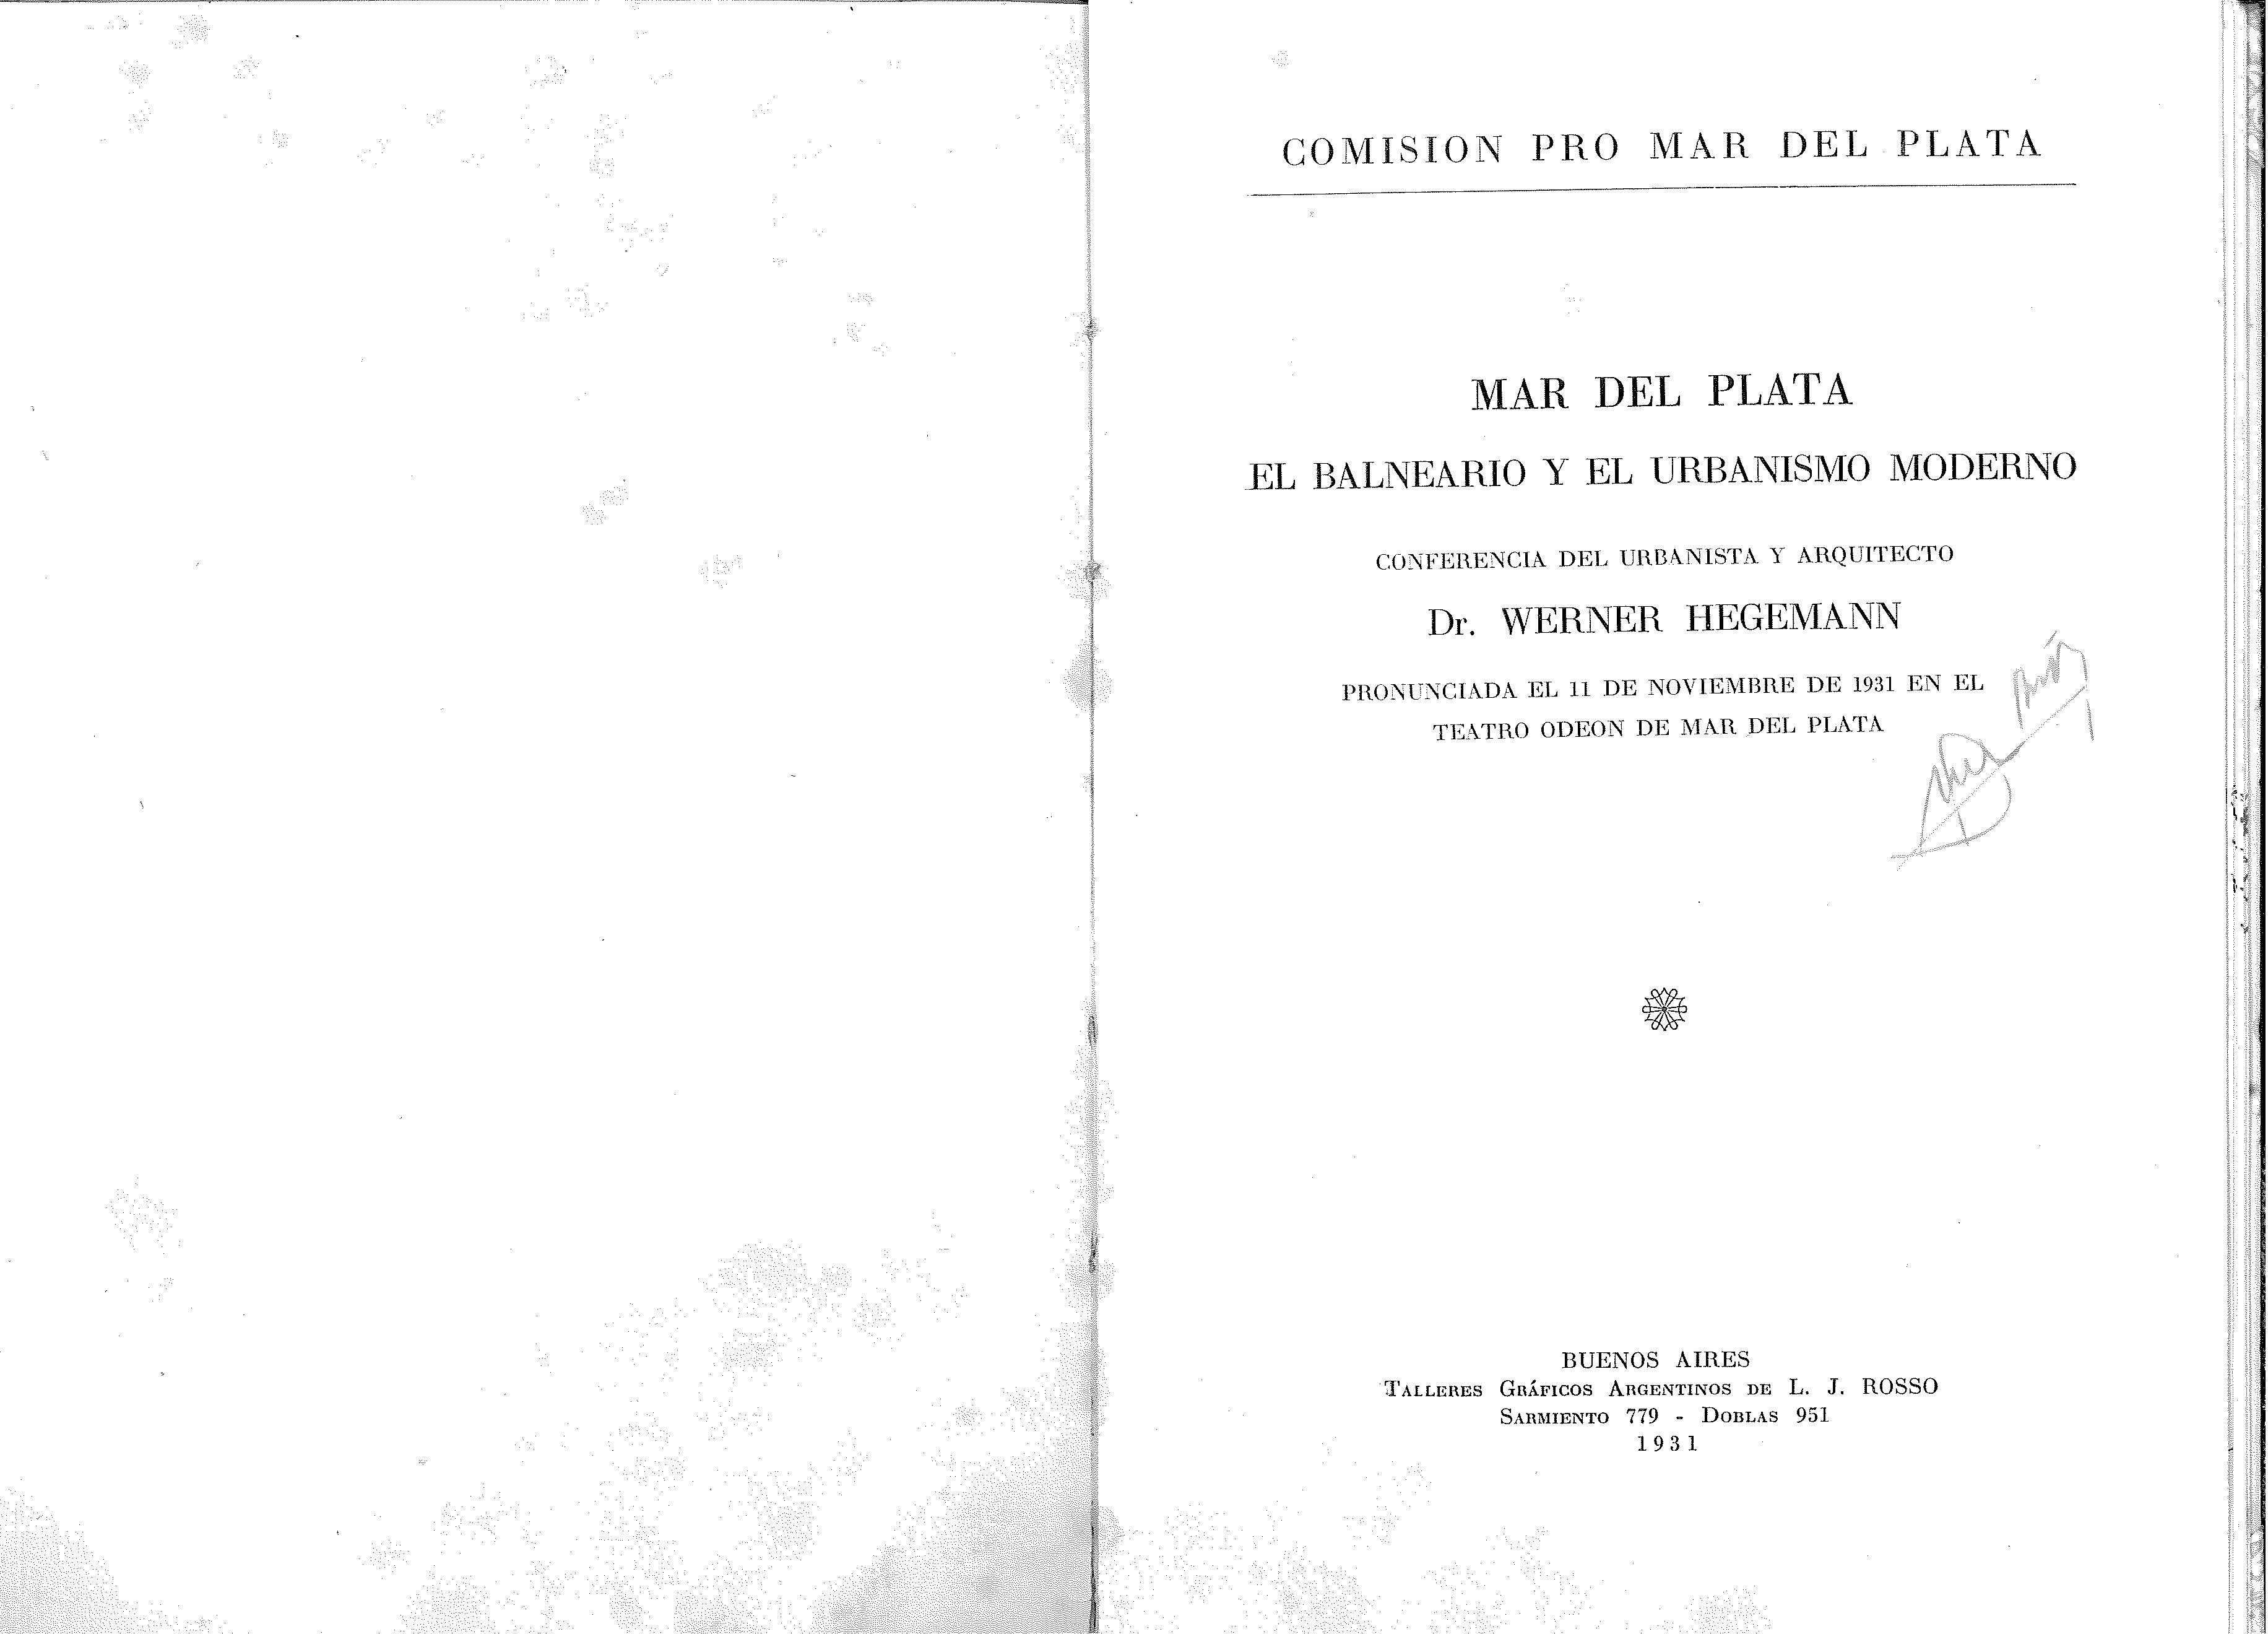 COMISION PRO MAR DEL PLATA
MAR DEL PLATA
EL BALNEARIO Y EL URBANISMO MODERNO
CONFERENCIA DEL URBANISTA Y ARQUITECTO
Dr. WERNER HEGEMANN
PRONUNCIADA EL 11 DE NOVIEMBRE DE 1931 EN EL
TEATRO ODEON DE MAR DEL PLATA
BUENOS AIRES
TALLERES GRÁFICOS ARGENTINOS DE L. J. ROSSO
SARMIENTO 779 - DOBLAS 951
1931